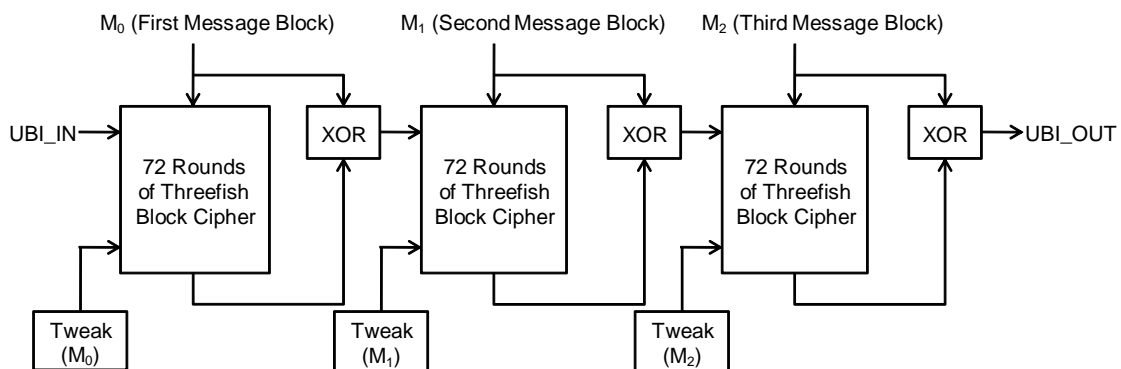 M₀ (First Message Block)
M₁ (Second Message Block)
M₂ (Third Message Block)
UBI_IN
72 Rounds
of Threefish
Block Cipher
XOR
72 Rounds
of Threefish
Block Cipher
XOR
72 Rounds
of Threefish
Block Cipher
XOR
UBI_OUT
Tweak
(M₀)
Tweak
(M₁)
Tweak
(M₂)